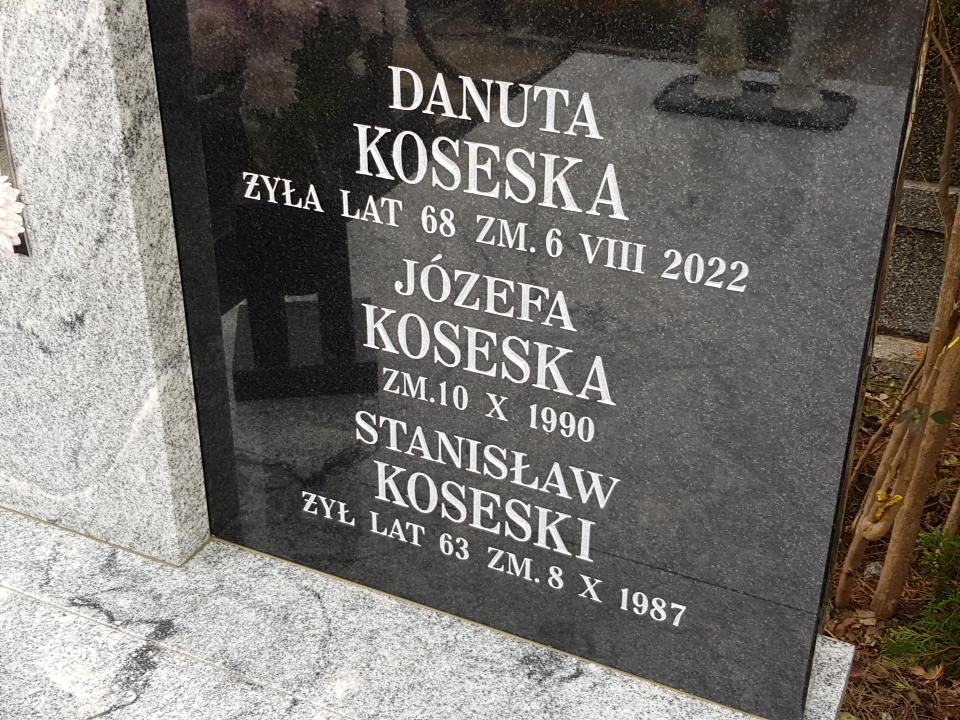 DANUTA
KOSESKA
ŻYŁA LAT 68 ZM. 6 VIII 2022
JÓZEFA
KOSESKA
ZM.10 X 1990
STANISŁAW
KOSESKI
ŻYŁ LAT 63 ZM. 8 X 1987